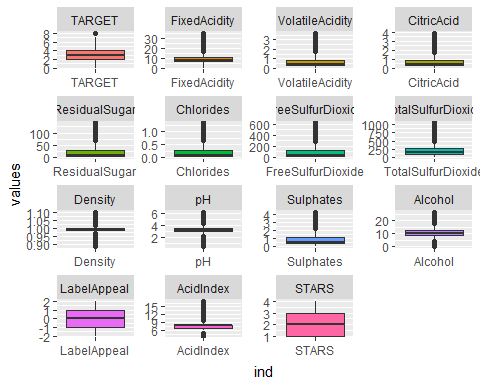 TARGET FixedAcidity VolatileAcidity CitricAcid
8 6 4 2 0
30 20 10 0
3 2 1 0
4 3 2 1 0
TARGET FixedAcidity VolatileAcidity CitricAcid
ResidualSugar Chlorides FreeSulfurDioxide TotalSulfurDioxide
100 50 0
1.0 0.5 0.0
600 400 200 0
1000 750 500 250 0
ResidualSugar Chlorides FreeSulfurDioxide TotalSulfurDioxide
values
Density pH Sulphates Alcohol
1.10 1.05 1.00 0.95 0.90
6 4 2
4 3 2 1 0
20 10 0
Density pH Sulphates Alcohol
LabelAppeal AcidIndex STARS
2 1 0 -1 -2
15 12 9 6
4 3 2 1
LabelAppeal AcidIndex STARS
ind